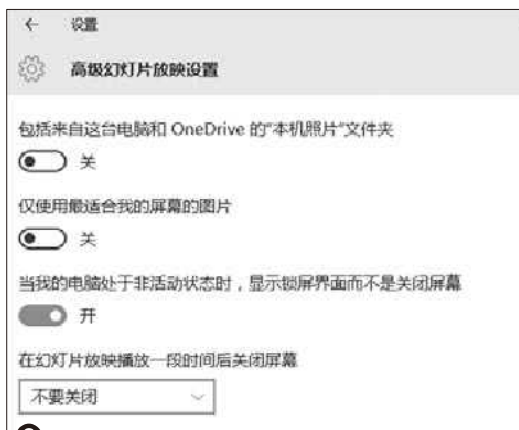 ← 设置
高级幻灯片放映设置
包括来自这台电脑和 OneDrive 的“本机照片”文件夹
关
仅使用最适合我的屏幕的图片
关
当我的电脑处于非活动状态时，显示锁屏界面而不是关闭屏幕
开
在幻灯片放映播放一段时间后关闭屏幕
不要关闭